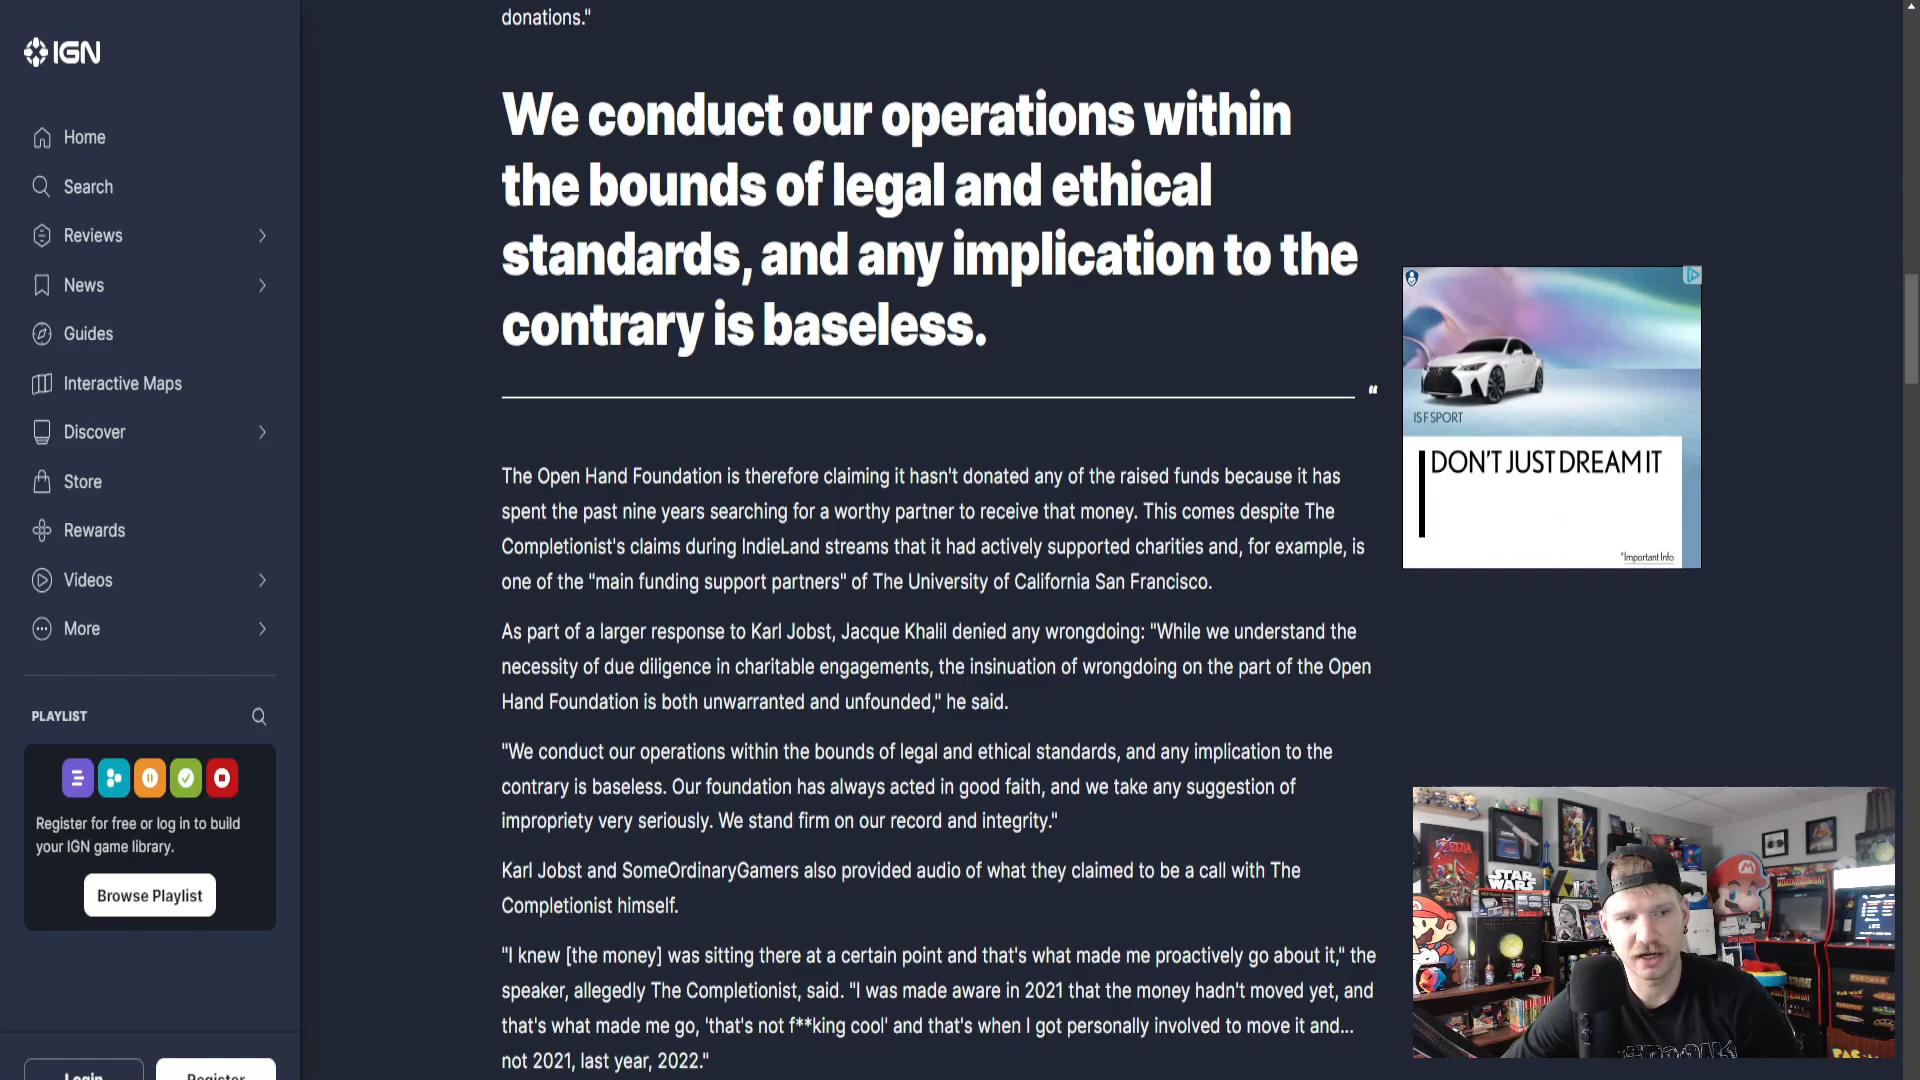 IGN
Home
Search
Reviews
News
Guides
Interactive Maps
Discover
Store
Rewards
Videos
More
PLAYLIST
Register for free or log in to build
your IGN game library.
Browse Playlist
Login
Register
donations."
We conduct our operations within
the bounds of legal and ethical
standards, and any implication to the
contrary is baseless.
"
The Open Hand Foundation is therefore claiming it hasn't donated any of the raised funds because it has
spent the past nine years searching for a worthy partner to receive that money. This comes despite The
Completionist's claims during IndieLand streams that it had actively supported charities and, for example, is
one of the "main funding support partners" of The University of California San Francisco.
As part of a larger response to Karl Jobst, Jacque Khalil denied any wrongdoing: "While we understand the
necessity of due diligence in charitable engagements, the insinuation of wrongdoing on the part of the Open
Hand Foundation is both unwarranted and unfounded," he said.
"We conduct our operations within the bounds of legal and ethical standards, and any implication to the
contrary is baseless. Our foundation has always acted in good faith, and we take any suggestion of
impropriety very seriously. We stand firm on our record and integrity."
Karl Jobst and SomeOrdinaryGamers also provided audio of what they claimed to be a call with The
Completionist himself.
"I knew [the money] was sitting there at a certain point and that's what made me proactively go about it," the
speaker, allegedly The Completionist, said. "I was made aware in 2021 that the money hadn't moved yet, and
that's what made me go, 'that's not f**king cool' and that's when I got personally involved to move it and...
not 2021, last year, 2022."
IS F SPORT
DON'T JUST DREAM IT
*Important Info
ZELDA
STAR
WARS
MORTAL KOMBAT
PAC-MAN